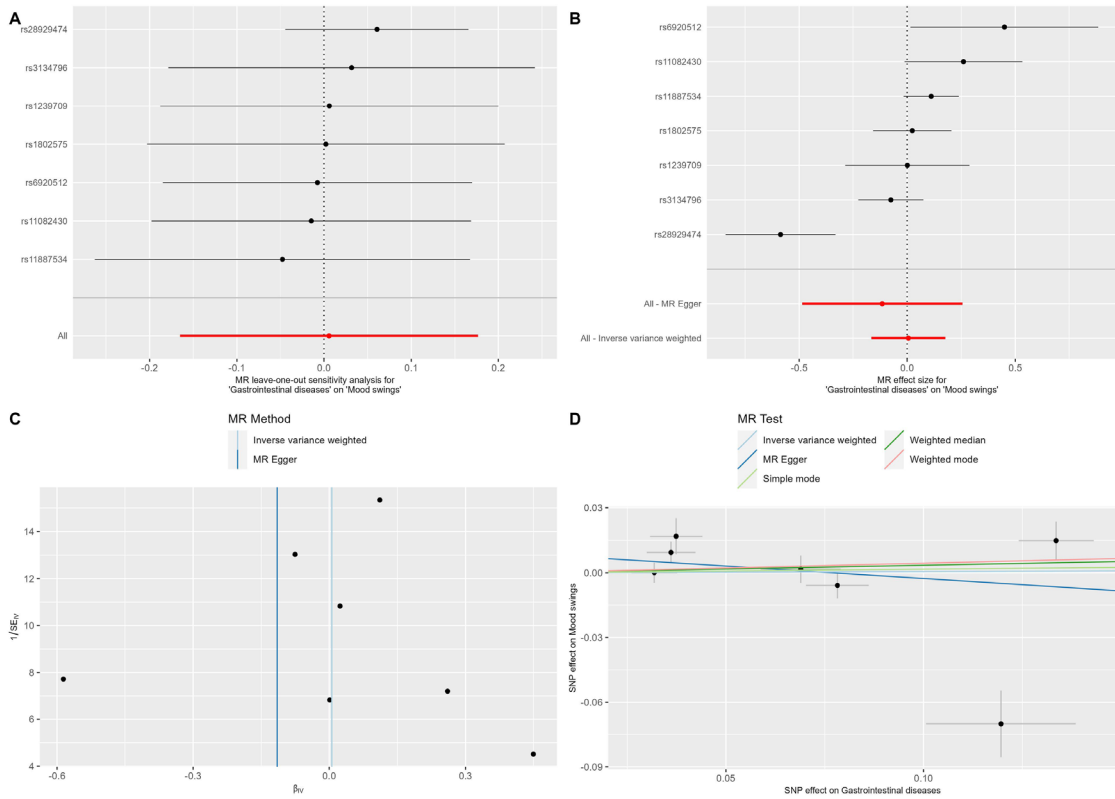 A
rs28929474
rs3134796
rs1239709
rs1802575
rs6920512
rs11082430
rs11887534
All
-0.2
-0.1
0.0
0.1
0.2
MR leave-one-out sensitivity analysis for
'Gastrointestinal diseases' on 'Mood swings'
B
rs6920512
rs11082430
rs11887534
rs1802575
rs1239709
rs3134796
rs28929474
All - MR Egger
All - Inverse variance weighted
-0.5
0.0
0.5
MR effect size for
'Gastrointestinal diseases' on 'Mood swings'
C
MR Method
Inverse variance weighted
MR Egger
14
12
10
8
6
4
1/SEIV
-0.6
-0.3
0.0
0.3
βIV
D
MR Test
Inverse variance weighted
MR Egger
Simple mode
Weighted median
Weighted mode
0.03
0.00
-0.03
-0.06
-0.09
SNP effect on Mood swings
0.05
0.10
SNP effect on Gastrointestinal diseases